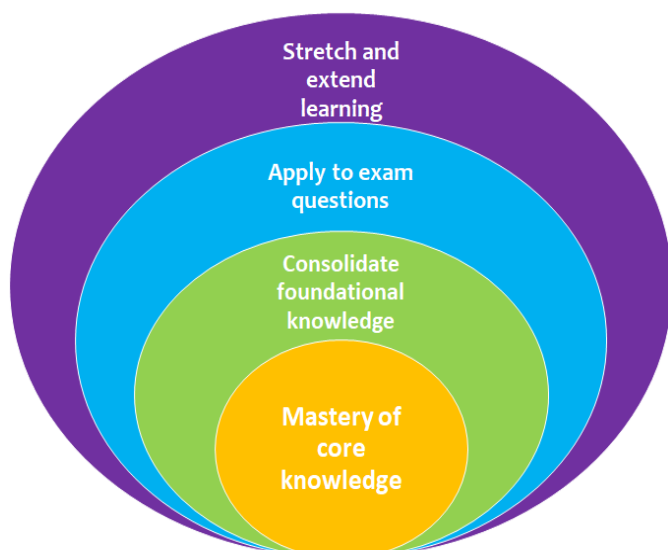 Stretch and
extend
learning
Apply to exam
questions
Consolidate
foundational
knowledge
Mastery of
core
knowledge